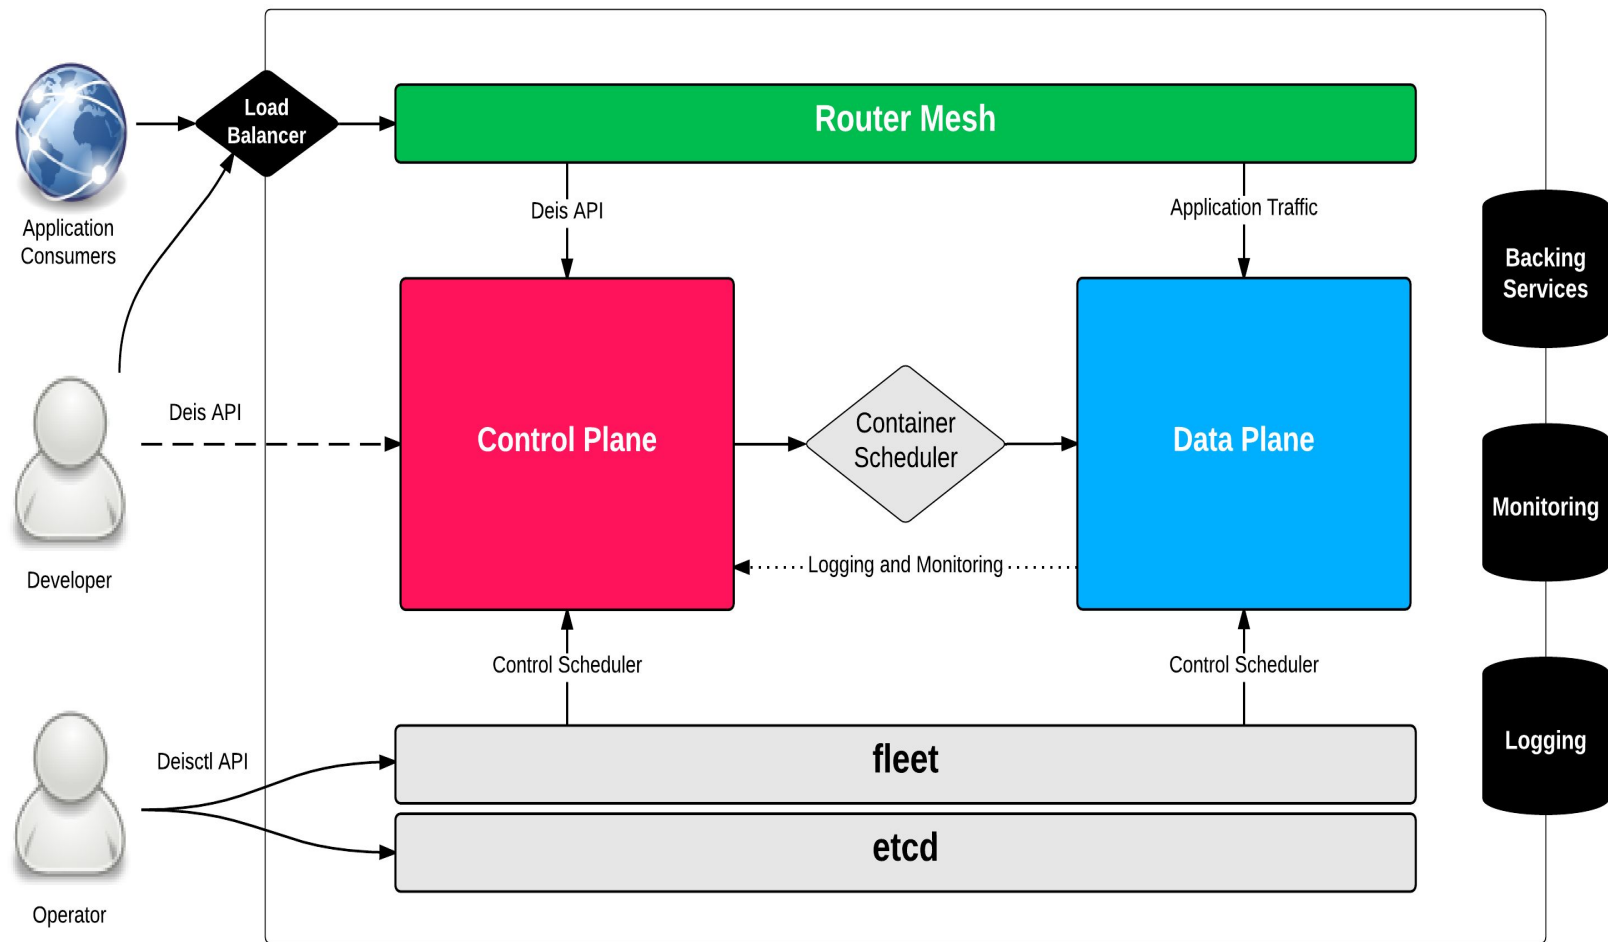 Load
Balancer
Router Mesh
Application
Consumers
Deis API
Application Traffic
Backing
Services
Deis API
Control Plane
Container
Scheduler
Data Plane
Monitoring
Developer
Logging and Monitoring
Control Scheduler
Control Scheduler
Logging
Deisctl API
fleet
etcd
Operator